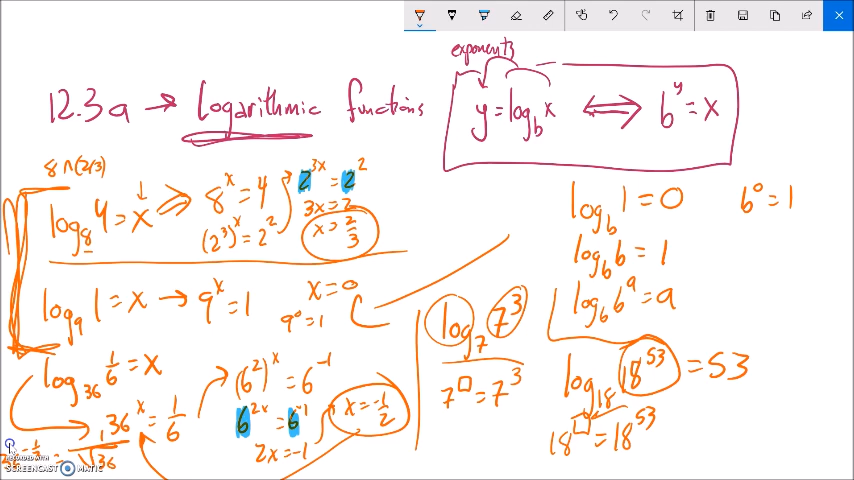 exponents
12.3a → Logarithmic functions
y = log_b x ⟺ b^y = x
8^(2/3)
log_8 4 = x ⇒ 8^x = 4
(2^3)^x = 2^2
2^3x = 2^2
3x = 2
x = 2/3
log_9 1 = x → 9^x = 1
x = 0
9^0 = 1
log_36 1/6 = x
36^x = 1/6
1/√36
(6^2)^x = 6^-1
6^2x = 6^-1
2x = -1
x = -1/2
log_7 7^3
7^□ = 7^3
log_b 1 = 0
b^0 = 1
log_b b = 1
log_b b^a = a
log_18 18^53 = 53
18^□ = 18^53
RECORDED WITH
SCREENCAST MATIC